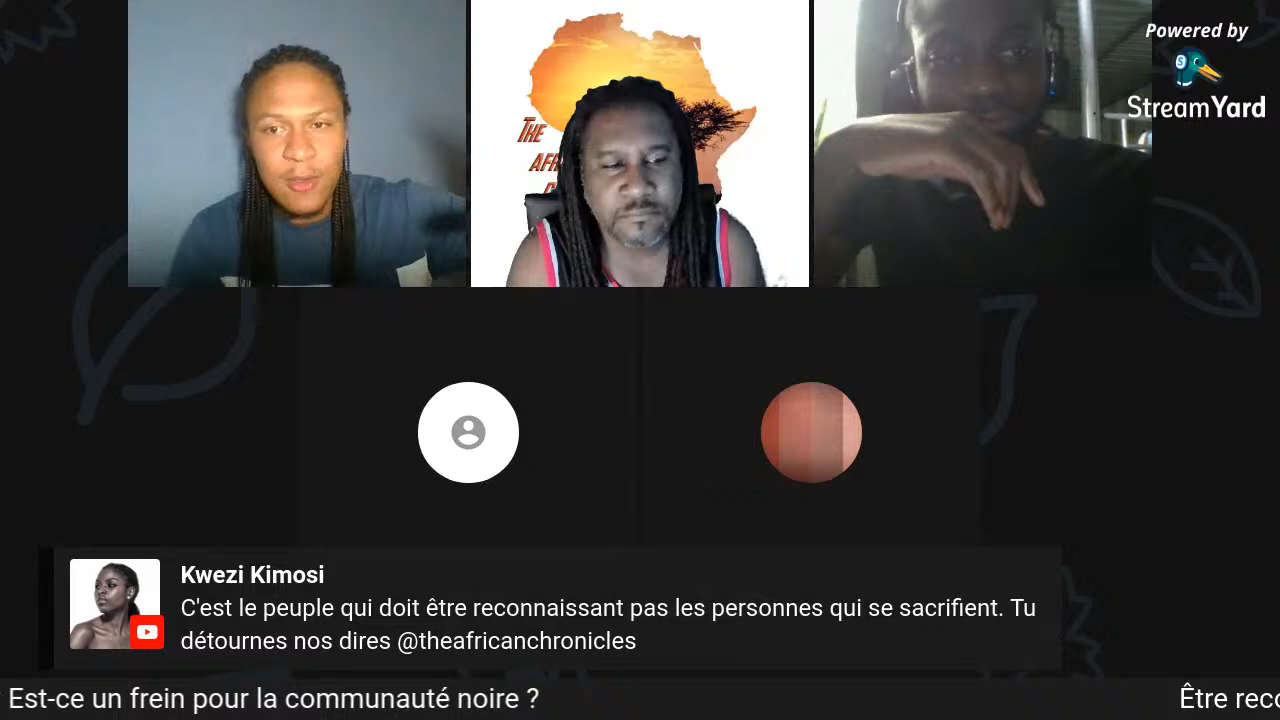 Powered by
StreamYard
THE
Kwezi Kimosi
C'est le peuple qui doit être reconnaissant pas les personnes qui se sacrifient. Tu
détournes nos dires @theafricanchronicles
Est-ce un frein pour la communauté noire ?
Être